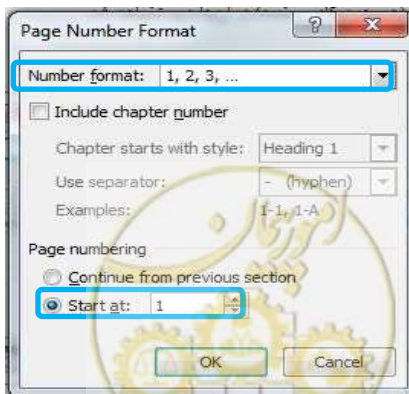 Page Number Format
Number format: 1, 2, 3, ...
Include chapter number
Chapter starts with style: Heading 1
Use separator: - (hyphen)
Examples: 1-1, 1-A
Page numbering
Continue from previous section
Start at: 1
OK Cancel